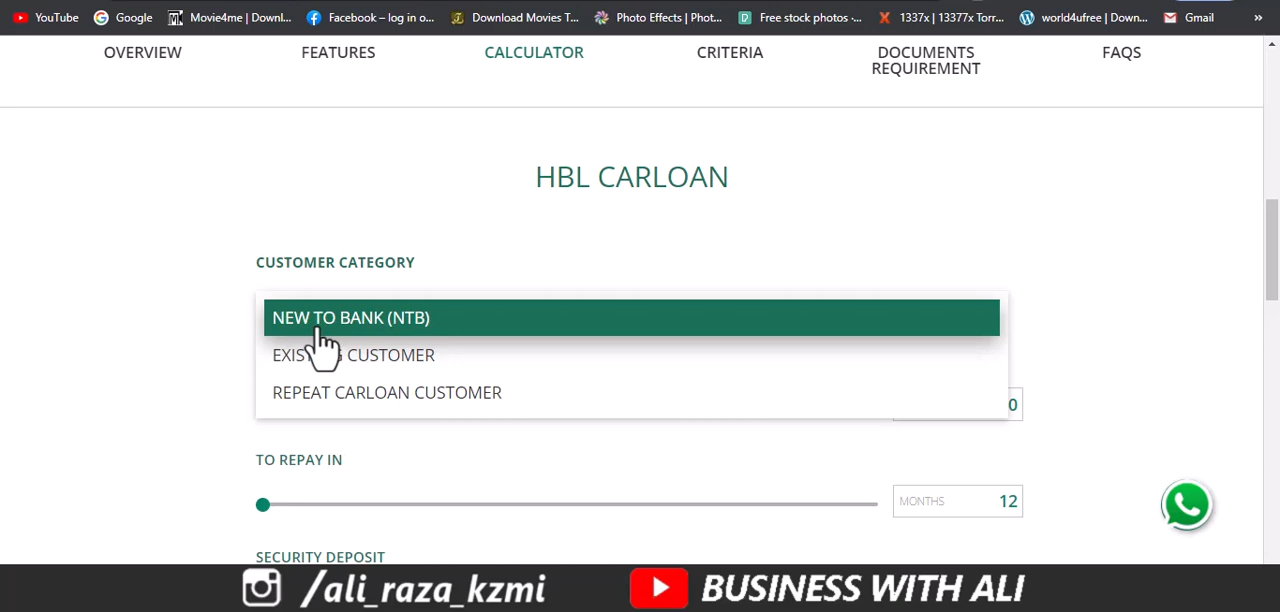 YouTube Google Movie4me | Downl... Facebook – log in o... Download Movies T... Photo Effects | Phot... Free stock photos ·... 1337x | 13377x Torr... world4ufree | Down... Gmail »
OVERVIEW FEATURES CALCULATOR CRITERIA DOCUMENTS REQUIREMENT FAQS
HBL CARLOAN
CUSTOMER CATEGORY
NEW TO BANK (NTB)
CUSTOMER
REPEAT CARLOAN CUSTOMER
0
TO REPAY IN
MONTHS 12
SECURITY DEPOSIT
/ali_raza_kzmi BUSINESS WITH ALI